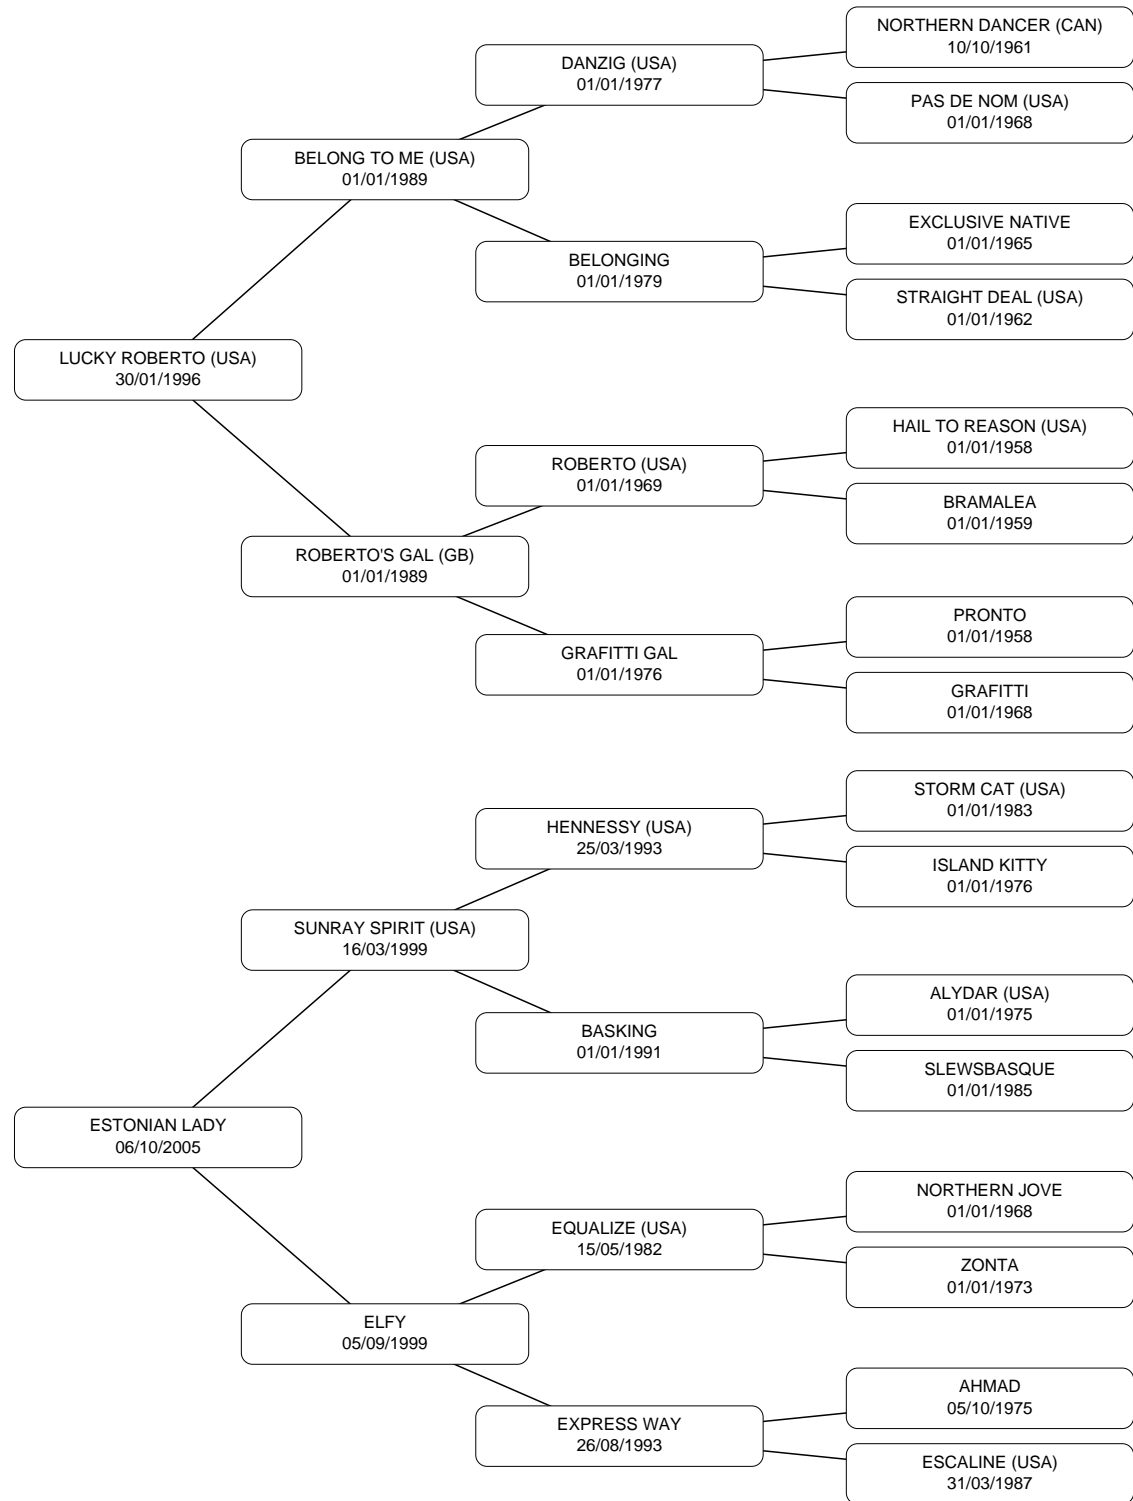 NORTHERN DANCER (CAN)
10/10/1961
DANZIG (USA)
01/01/1977
PAS DE NOM (USA)
01/01/1968
BELONG TO ME (USA)
01/01/1989
EXCLUSIVE NATIVE
01/01/1965
BELONGING
01/01/1979
STRAIGHT DEAL (USA)
01/01/1962
LUCKY ROBERTO (USA)
30/01/1996
HAIL TO REASON (USA)
01/01/1958
ROBERTO (USA)
01/01/1969
BRAMALEA
01/01/1959
ROBERTO'S GAL (GB)
01/01/1989
PRONTO
01/01/1958
GRAFITTI GAL
01/01/1976
GRAFITTI
01/01/1968
STORM CAT (USA)
01/01/1983
HENNESSY (USA)
25/03/1993
ISLAND KITTY
01/01/1976
SUNRAY SPIRIT (USA)
16/03/1999
ALYDAR (USA)
01/01/1975
BASKING
01/01/1991
SLEWSBASQUE
01/01/1985
ESTONIAN LADY
06/10/2005
NORTHERN JOVE
01/01/1968
EQUALIZE (USA)
15/05/1982
ZONTA
01/01/1973
ELFY
05/09/1999
AHMAD
05/10/1975
EXPRESS WAY
26/08/1993
ESCALINE (USA)
31/03/1987